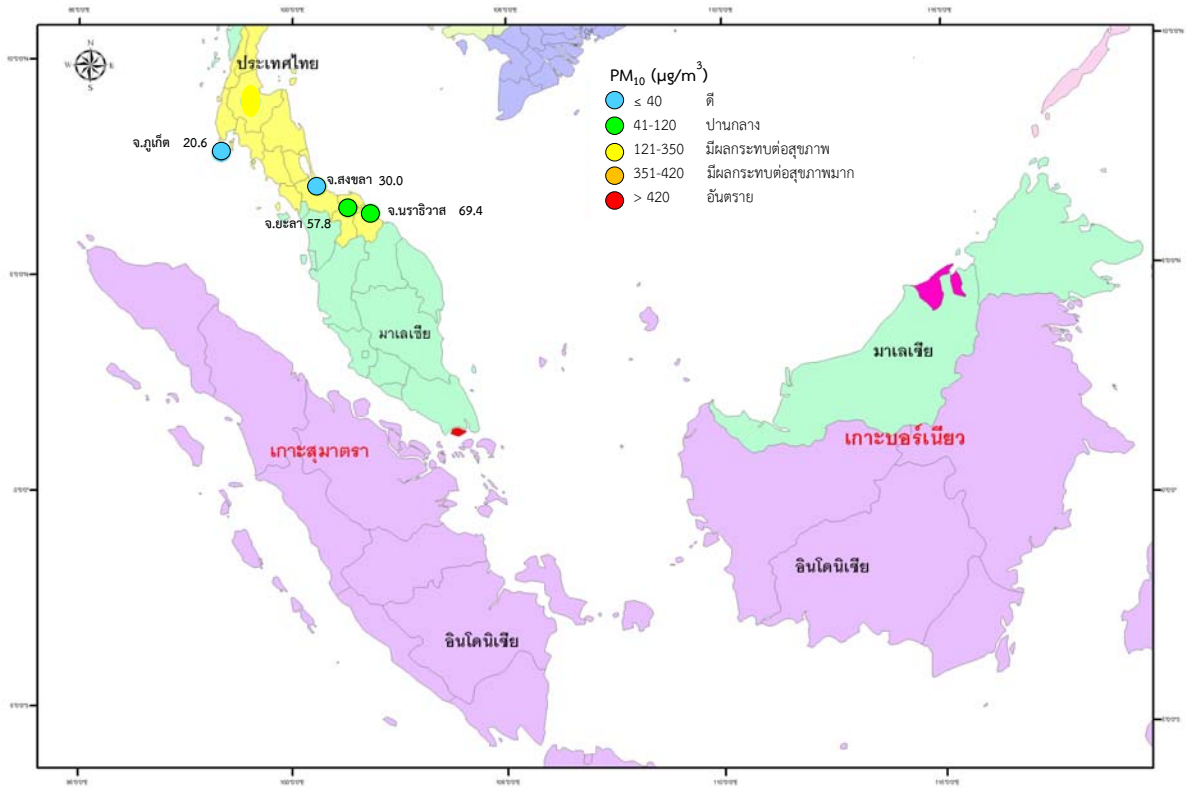 N
W E
S
ประเทศไทย
จ.ภูเก็ต 20.6
จ.สงขลา 30.0
จ.ยะลา 57.8
จ.นราธิวาส 69.4
PM10 (µg/m3)
≤ 40 ดี
41-120 ปานกลาง
121-350 มีผลกระทบต่อสุขภาพ
351-420 มีผลกระทบต่อสุขภาพมาก
> 420 อันตราย
มาเลเซีย
มาเลเซีย
เกาะสุมาตรา
เกาะบอร์เนียว
อินโดนิเซีย
อินโดนิเซีย